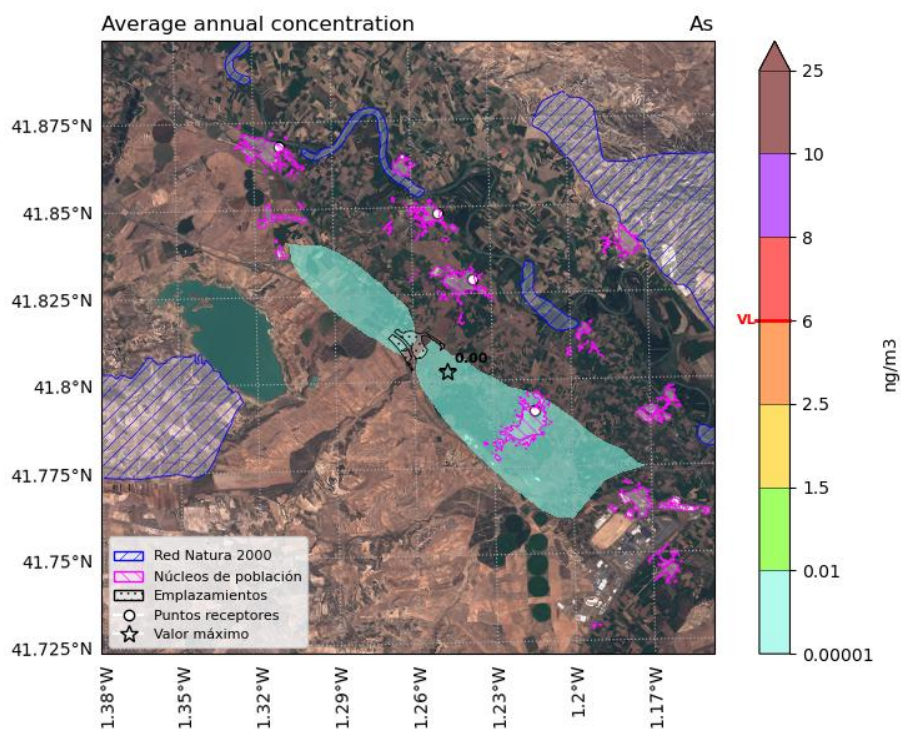 Average annual concentration As
41.875°N
41.85°N
41.825°N
41.8°N
41.775°N
41.75°N
41.725°N
0.00
Red Natura 2000
Núcleos de población
Emplazamientos
Puntos receptores
Valor máximo
1.38°W
1.35°W
1.32°W
1.29°W
1.26°W
1.23°W
1.2°W
1.17°W
25
10
8
VL 6
2.5
1.5
0.01
0.00001
ng/m3